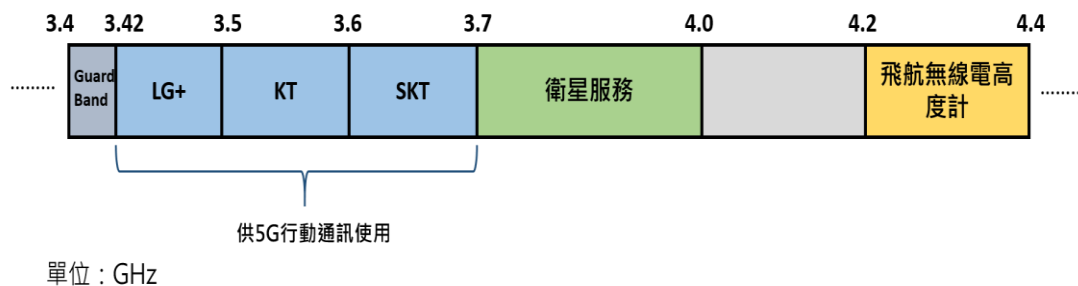 3.4 3.42 3.5 3.6 3.7 4.0 4.2 4.4
......... Guard Band LG+ KT SKT 衛星服務 飛航無線電高度計 .........
供5G行動通訊使用
單位：GHz